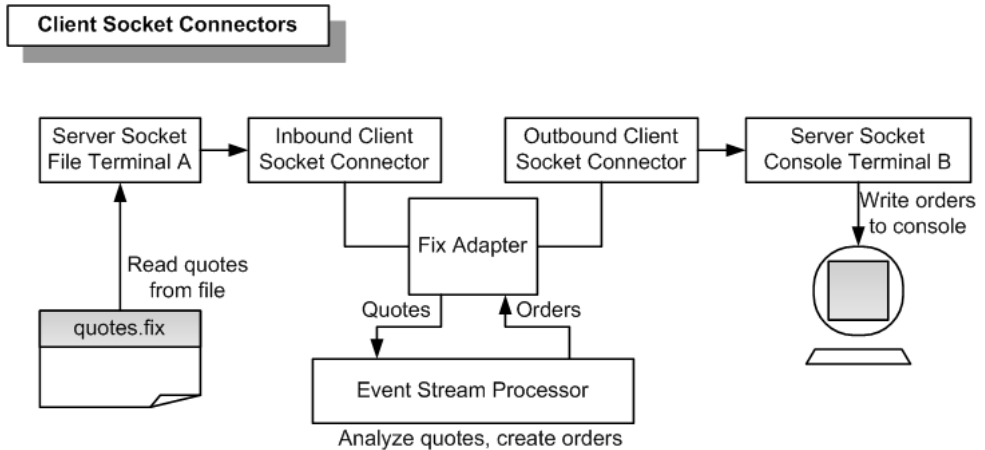 Client Socket Connectors
Server Socket
File Terminal A
Inbound Client
Socket Connector
Outbound Client
Socket Connector
Server Socket
Console Terminal B
Write orders
to console
Fix Adapter
Read quotes
from file
Quotes
Orders
quotes.fix
Event Stream Processor
Analyze quotes, create orders